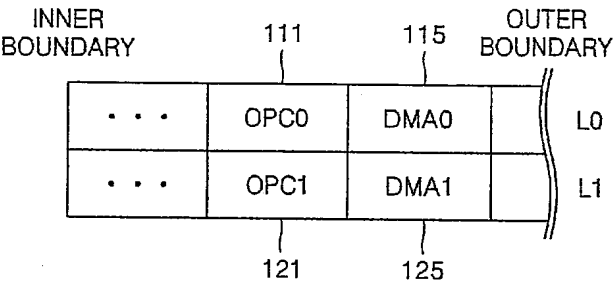 INNER BOUNDARY
111
115
OUTER BOUNDARY
. . .
OPC0
DMA0
L0
. . .
OPC1
DMA1
L1
121
125